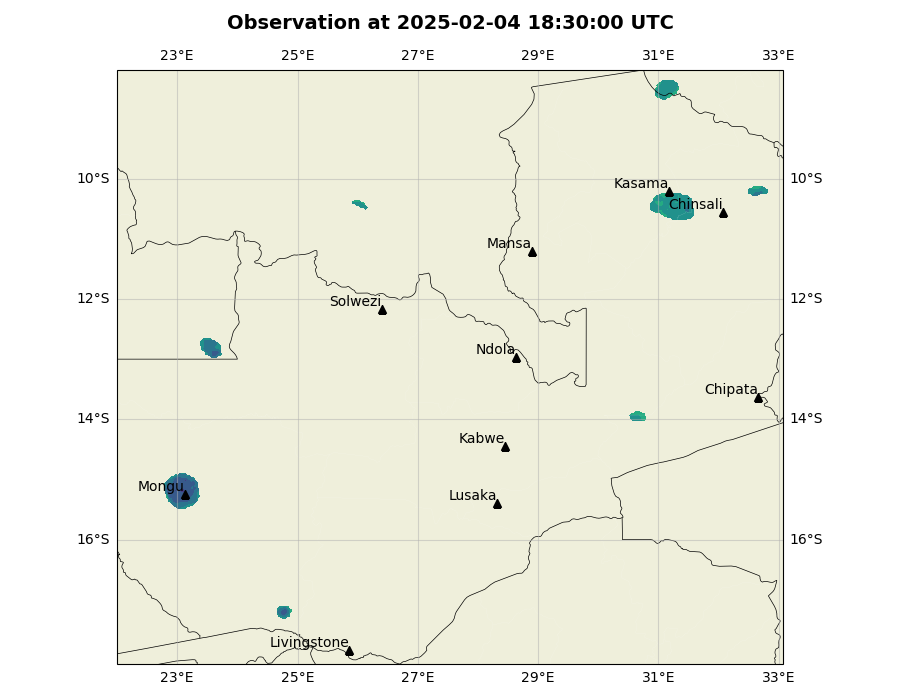 Observation at 2025-02-04 18:30:00 UTC
23°E 25°E 27°E 29°E 31°E 33°E
10°S 10°S
Kasama
Chinsali
Mansa
12°S 12°S
Solwezi
Ndola
Chipata
14°S 14°S
Kabwe
Mongu
Lusaka
16°S 16°S
Livingstone
23°E 25°E 27°E 29°E 31°E 33°E